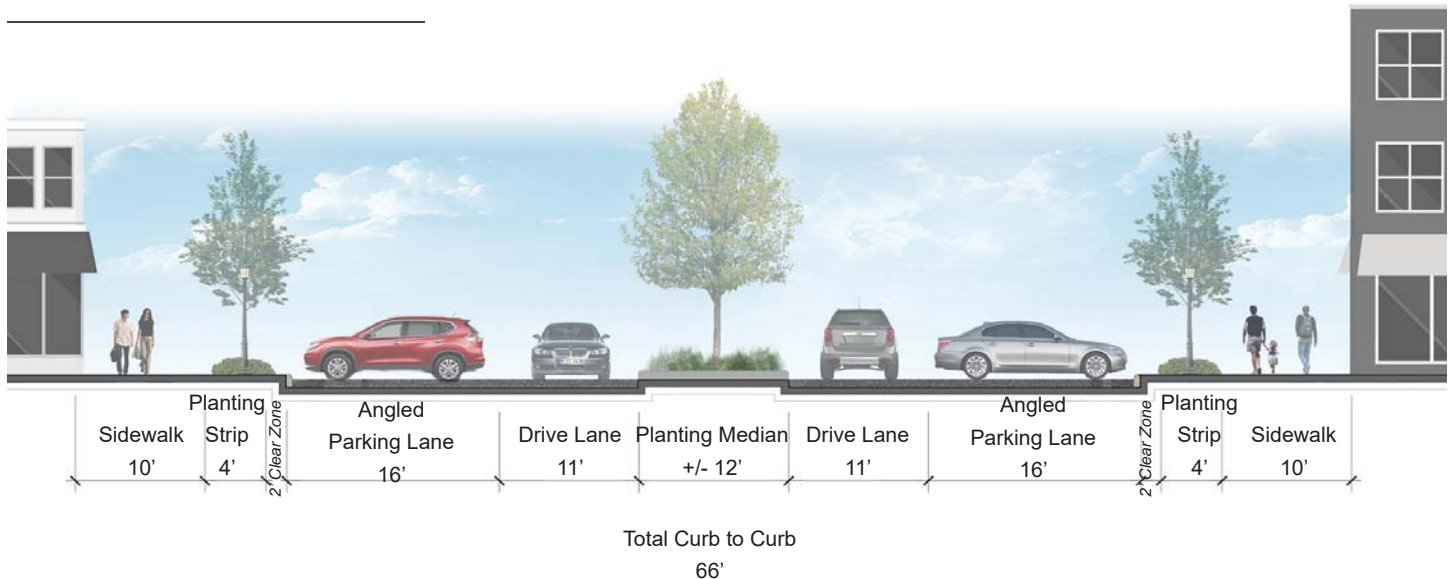 Sidewalk
10’
Planting
Strip
4’
2' Clear Zone
Angled
Parking Lane
16’
Drive Lane
11’
Planting Median
+/- 12’
Drive Lane
11’
Angled
Parking Lane
16’
2' Clear Zone
Planting
Strip
4’
Sidewalk
10’
Total Curb to Curb
66’